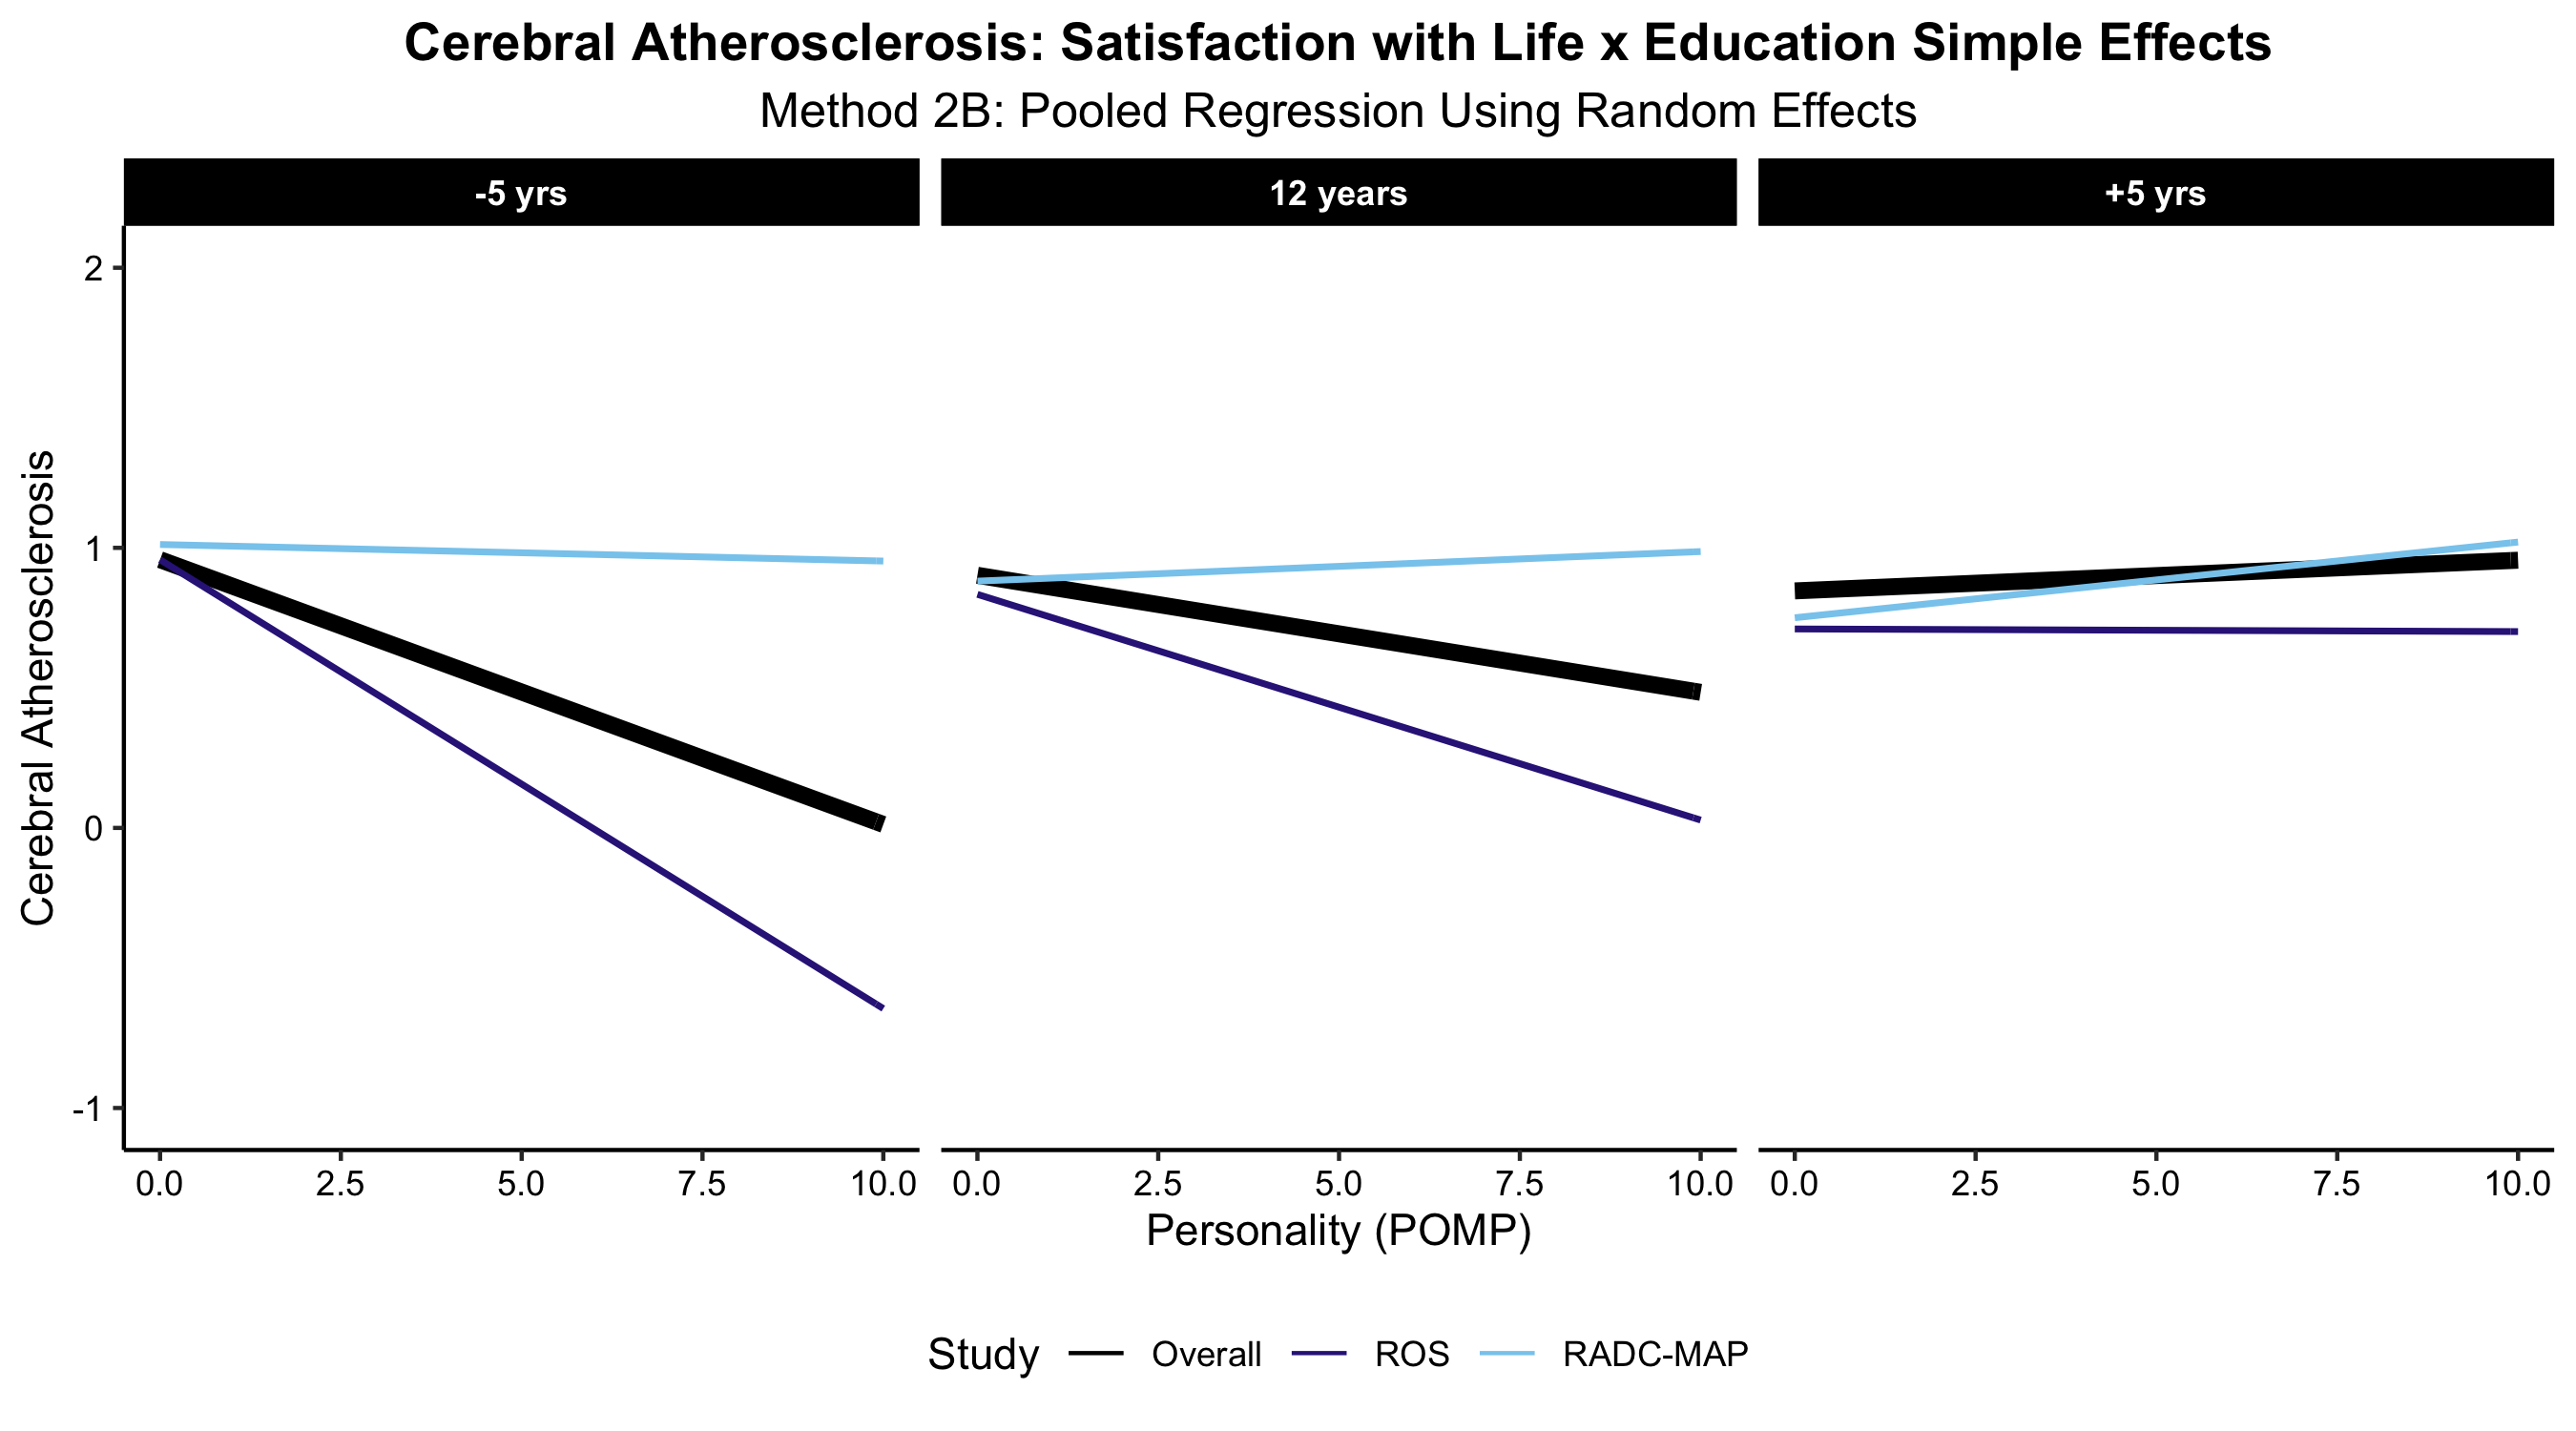 Cerebral Atherosclerosis: Satisfaction with Life x Education Simple Effects
Method 2B: Pooled Regression Using Random Effects
-5 yrs
12 years
+5 yrs
Cerebral Atherosclerosis
2
1
0
-1
0.0 2.5 5.0 7.5 10.0
0.0 2.5 5.0 7.5 10.0
0.0 2.5 5.0 7.5 10.0
Personality (POMP)
Study Overall ROS RADC-MAP